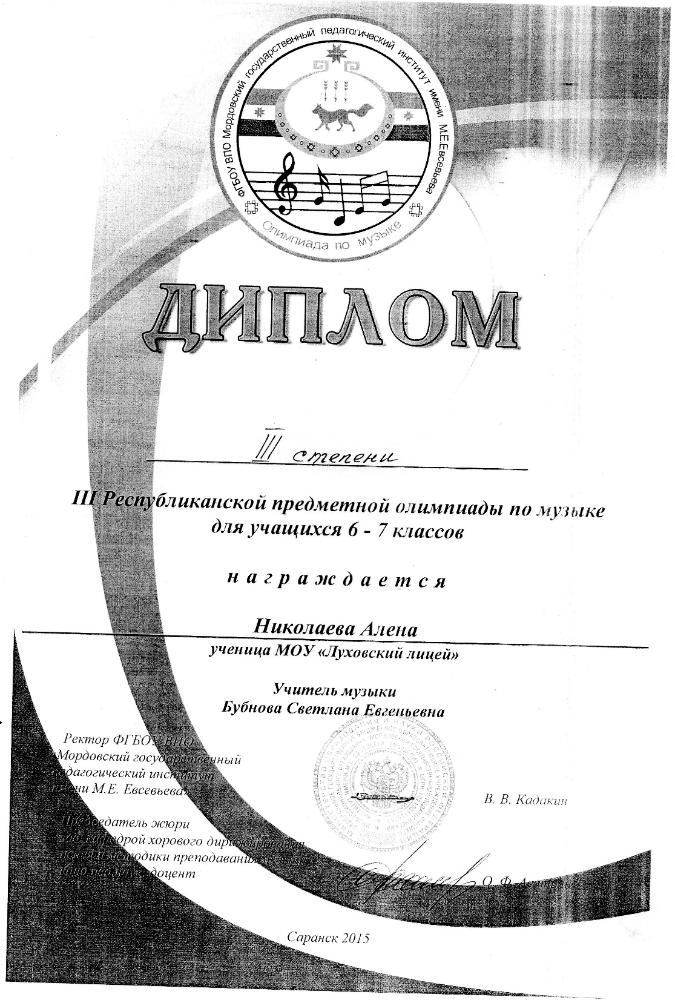 ФГБОУ ВПО Мордовский государственный педагогический институт имени М.Е.Евсевьева
Олимпиада по музыке
ДИПЛОМ
III степени
III Республиканской предметной олимпиады по музыке
для учащихся 6 - 7 классов
награждается
Николаева Алена
ученица МОУ «Луховский лицей»
Учитель музыки
Бубнова Светлана Евгеньевна
Ректор ФГБОУ ВПО
«Мордовский государственный
педагогический институт
имени М.Е. Евсевьева»
В. В. Кадакин
Председатель жюри
зав. кафедрой хорового дирижирования,
пения и методики преподавания музыки
доцент
О. Ф.
Саранск 2015